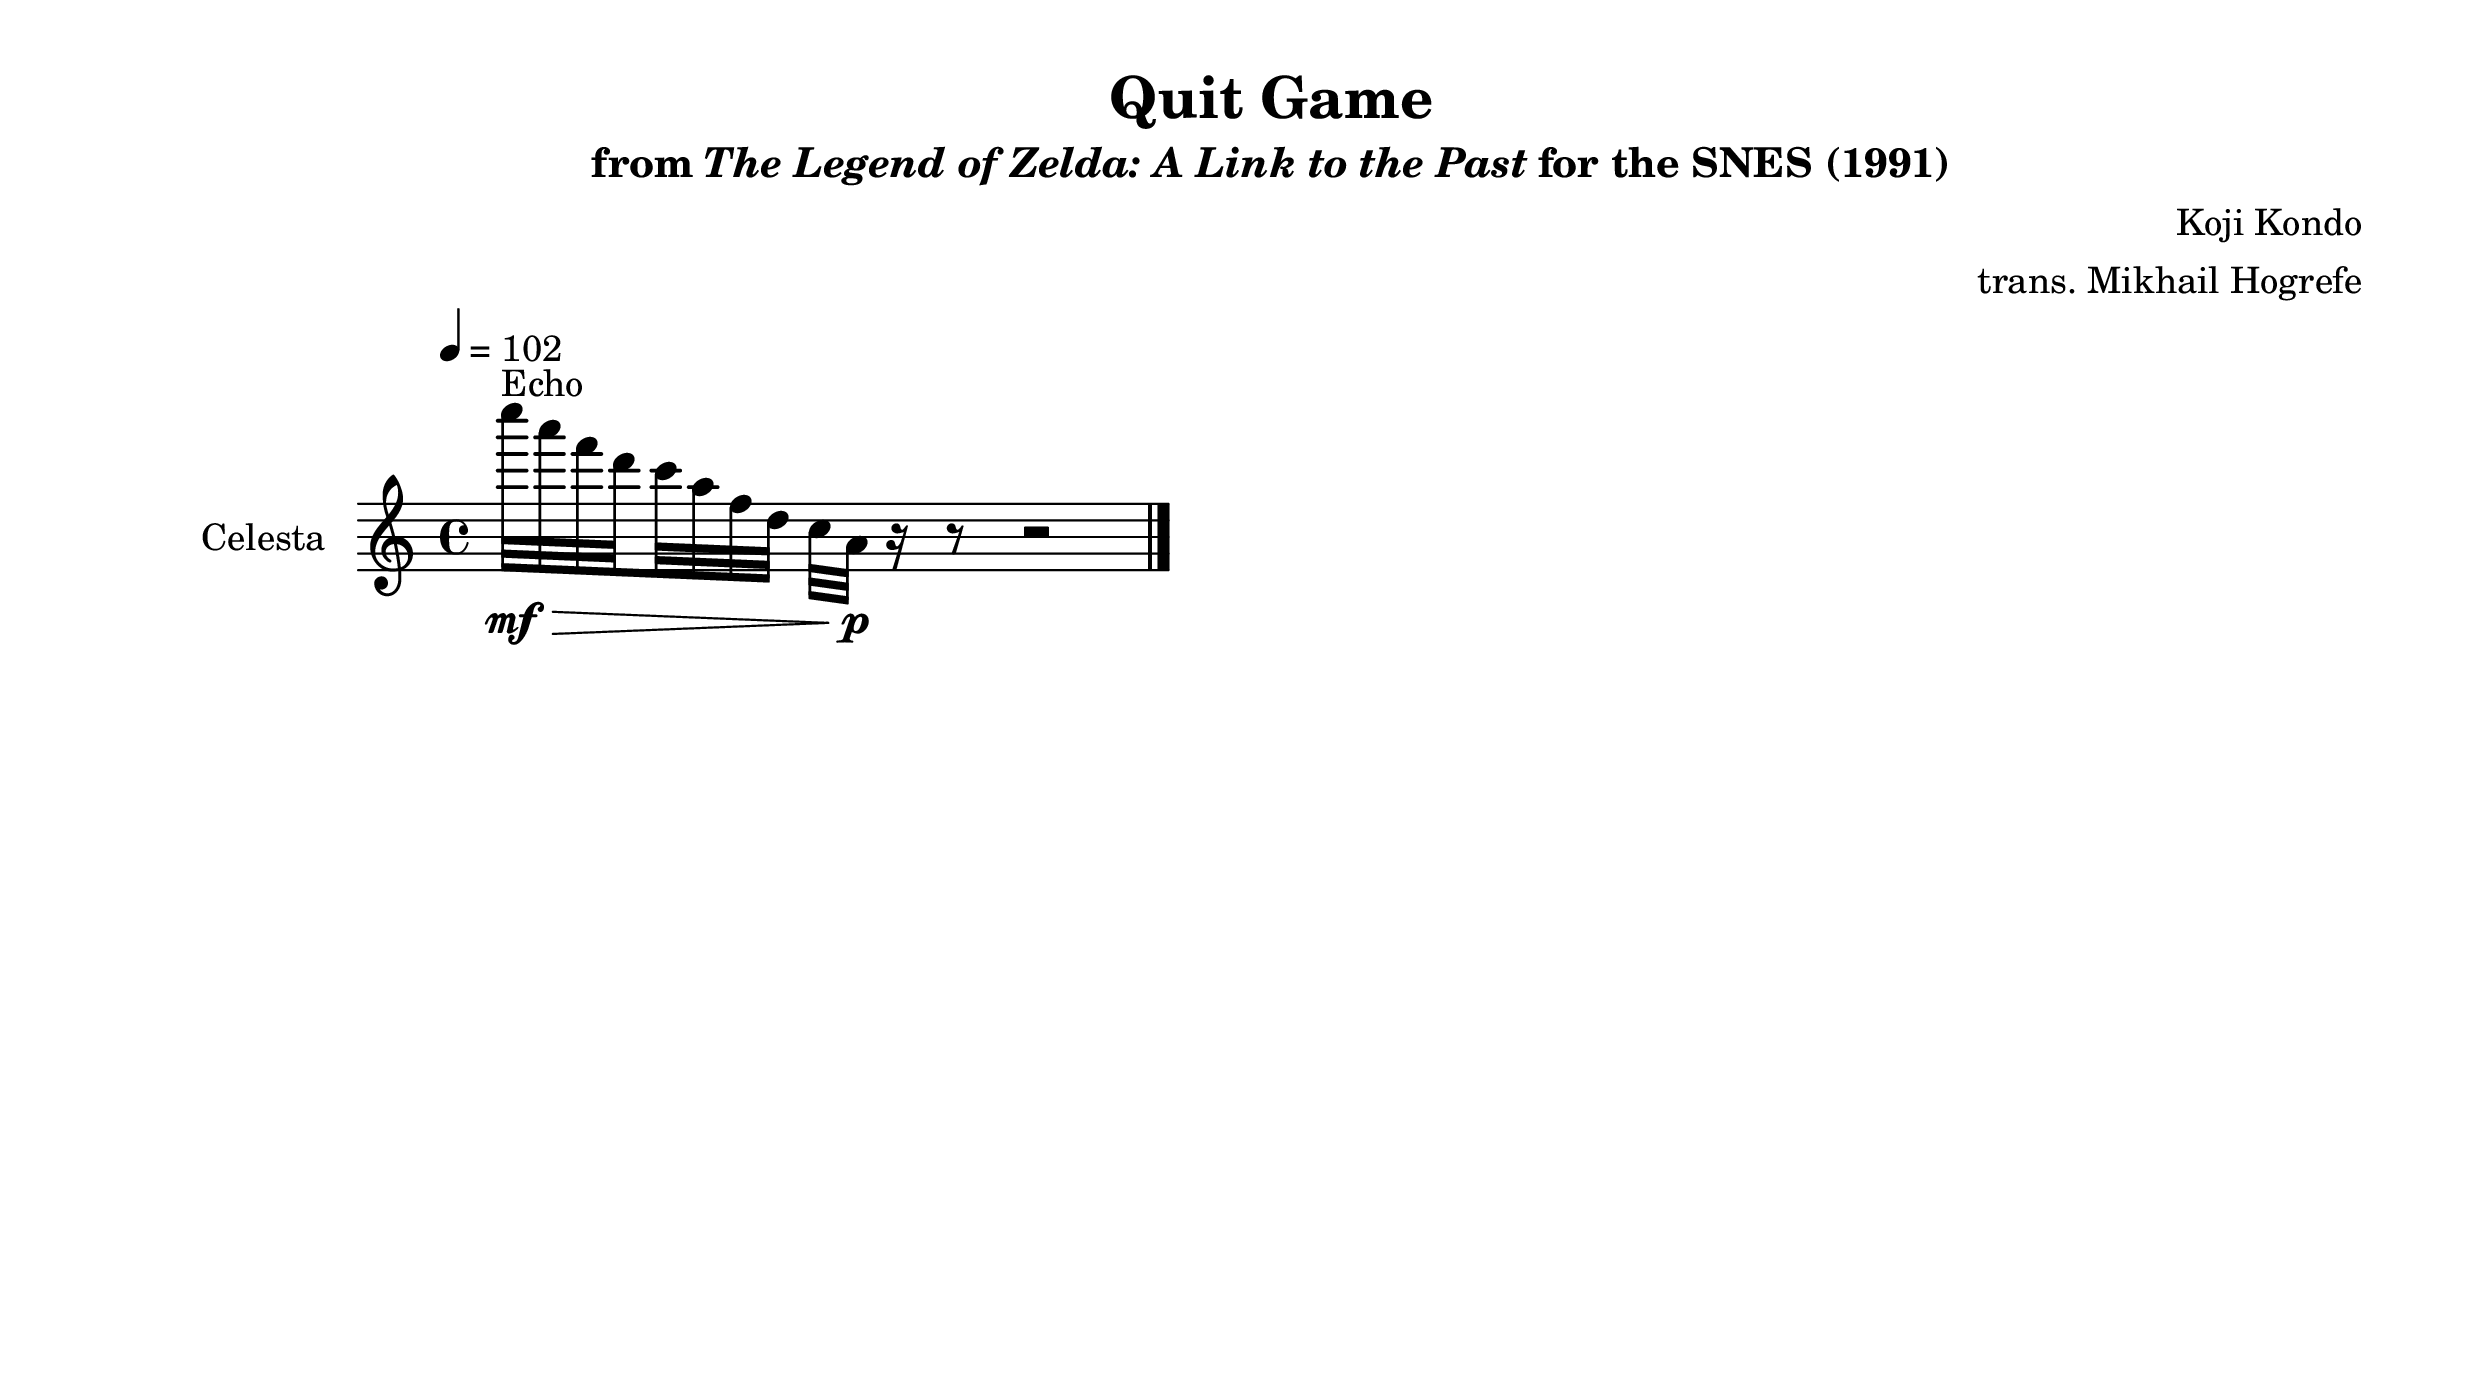 Quit Game
from The Legend of Zelda: A Link to the Past for the SNES (1991)
Koji Kondo
trans. Mikhail Hogrefe
= 102
Echo
Celesta
mf
p